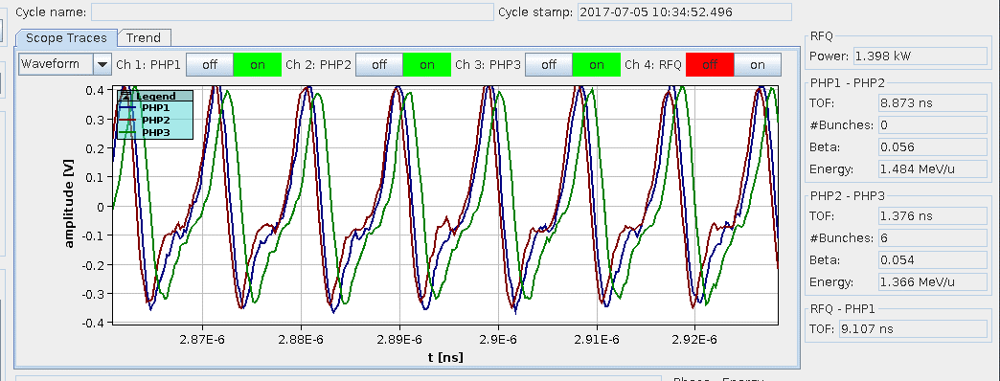 Cycle name:
Cycle stamp: 2017-07-05 10:34:52.496
Scope Traces Trend
Waveform Ch 1: PHP1 off on Ch 2: PHP2 off on Ch 3: PHP3 off on Ch 4: RFQ off on
Legend
PHP1
PHP2
PHP3
amplitude [V]
0.4
0.3
0.2
0.1
0
-0.1
-0.2
-0.3
-0.4
2.87E-6 2.88E-6 2.89E-6 2.9E-6 2.91E-6 2.92E-6
t [ns]
RFQ
Power: 1.398 kW
PHP1 - PHP2
TOF: 8.873 ns
#Bunches: 0
Beta: 0.056
Energy: 1.484 MeV/u
PHP2 - PHP3
TOF: 1.376 ns
#Bunches: 6
Beta: 0.054
Energy: 1.366 MeV/u
RFQ - PHP1
TOF: 9.107 ns